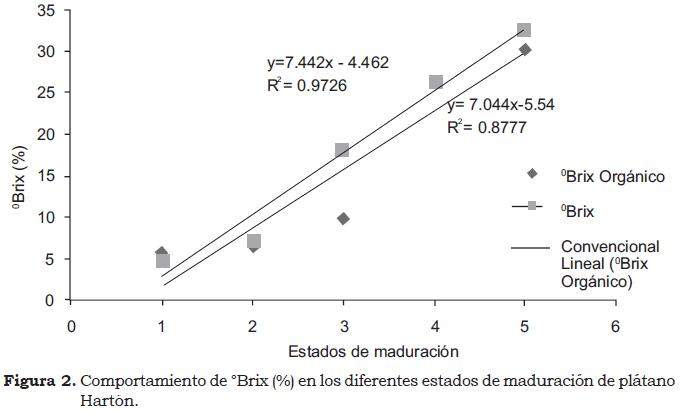 35
30
25
20
15
10
5
0
⁰Brix (%)
y=7.442x - 4.462
R²= 0.9726
y= 7.044x-5.54
R²= 0.8777
⁰Brix Orgánico
⁰Brix
Convencional
Lineal (⁰Brix
Orgánico)
0 1 2 3 4 5 6
Estados de maduración
Figura 2. Comportamiento de °Brix (%) en los diferentes estados de maduración de plátano
Hartón.